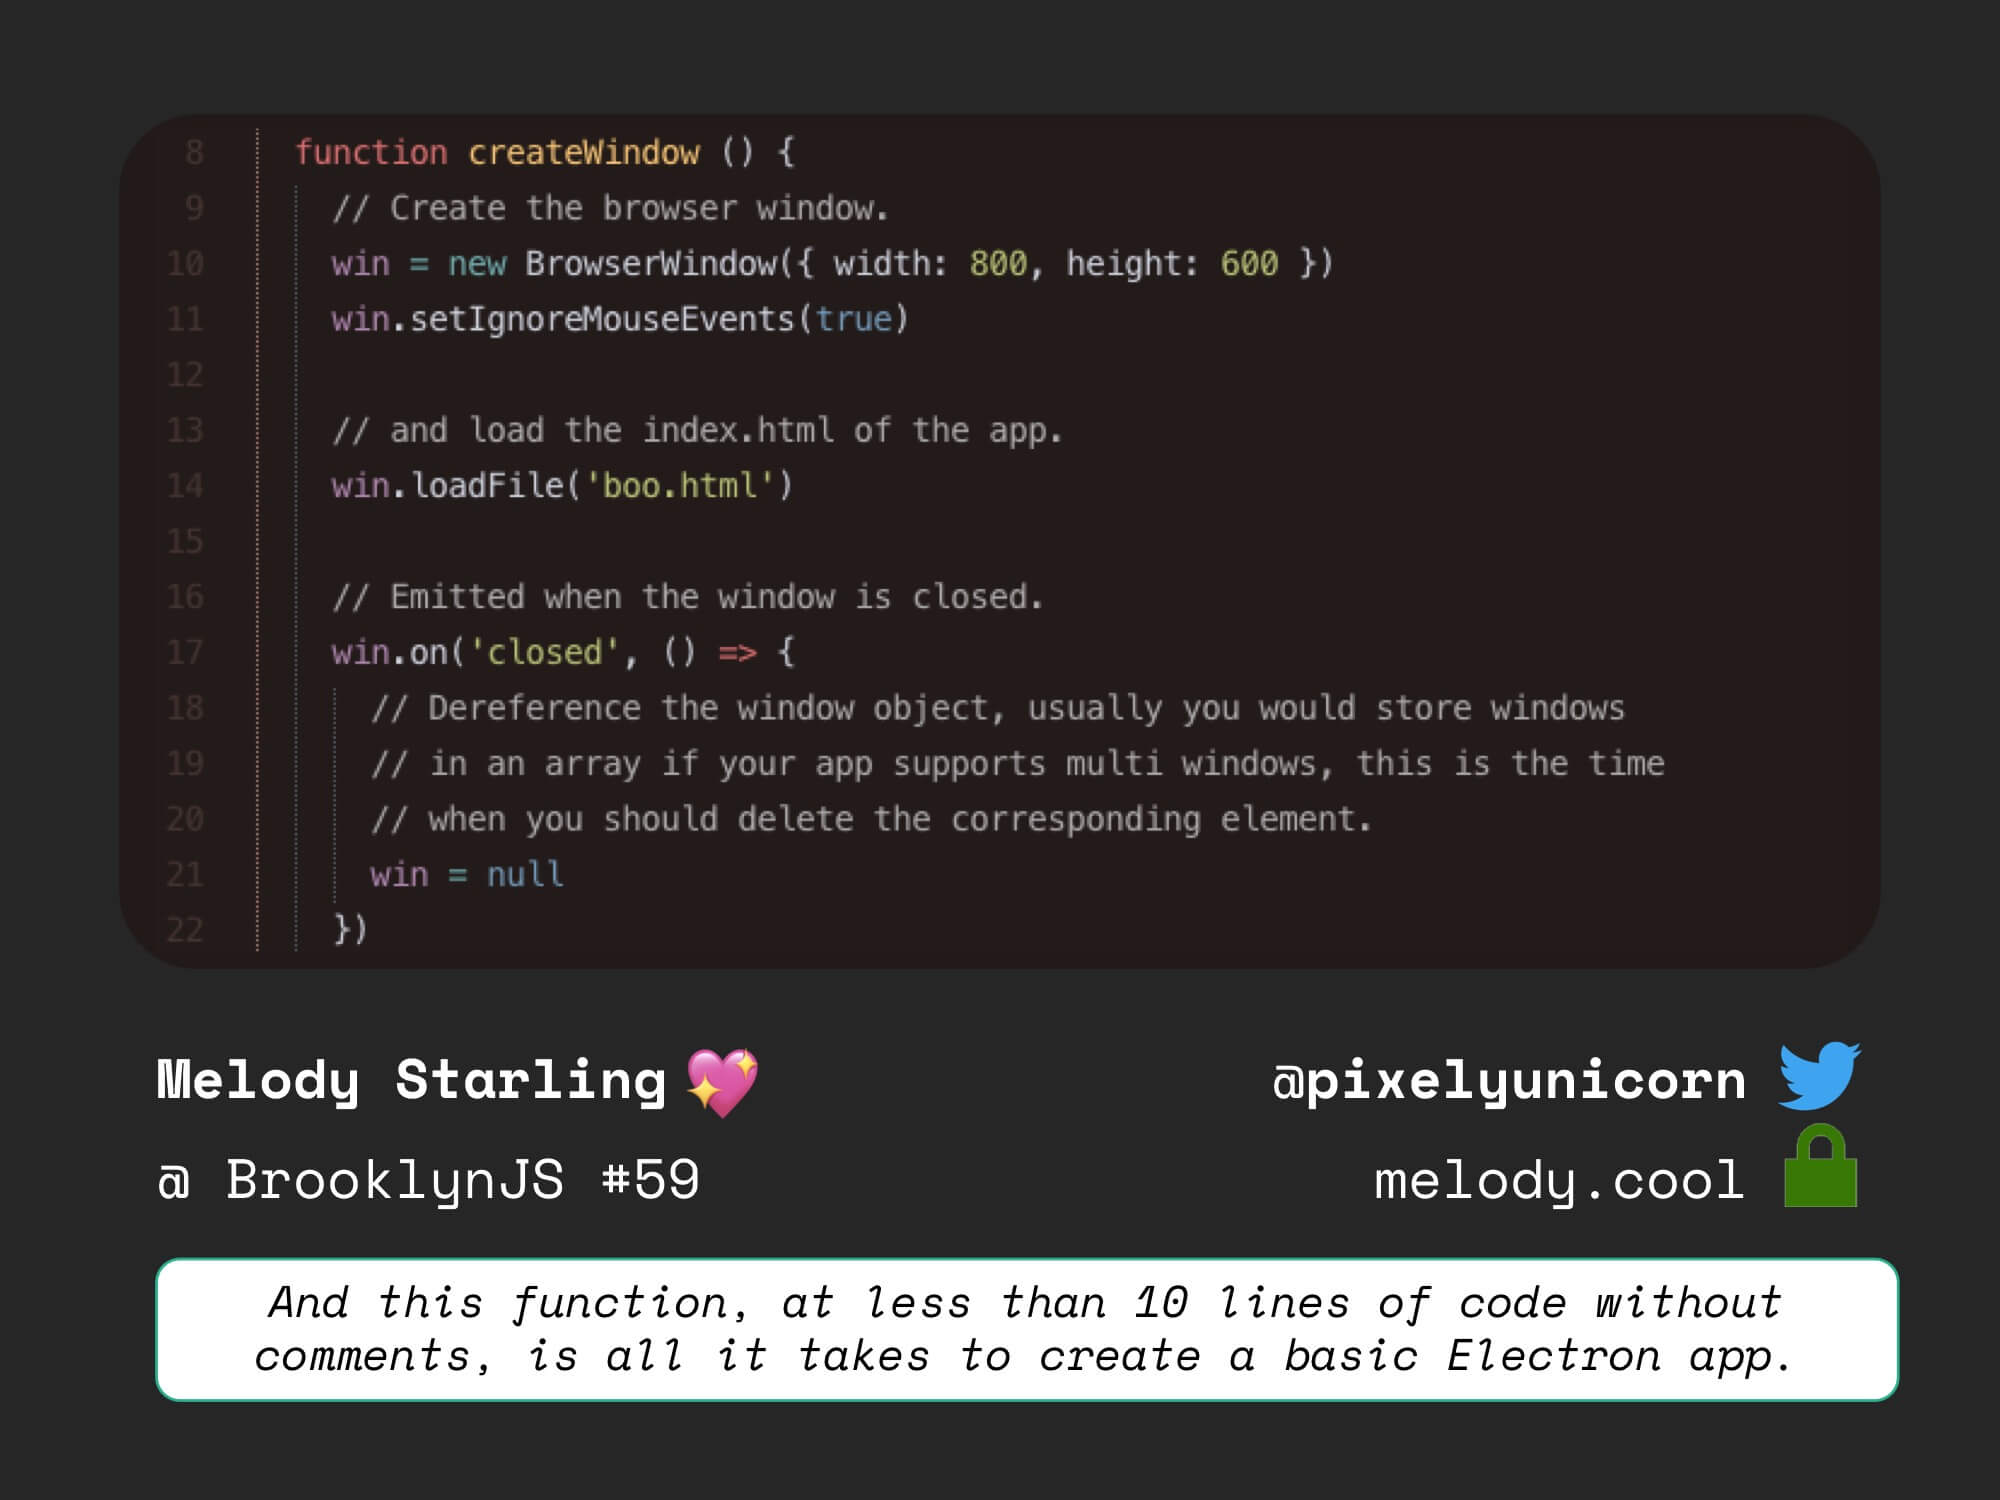 8 function createWindow () {
9 // Create the browser window.
10 win = new BrowserWindow({ width: 800, height: 600 })
11 win.setIgnoreMouseEvents(true)
12
13 // and load the index.html of the app.
14 win.loadFile('boo.html')
15
16 // Emitted when the window is closed.
17 win.on('closed', () => {
18 // Dereference the window object, usually you would store windows
19 // in an array if your app supports multi windows, this is the time
20 // when you should delete the corresponding element.
21 win = null
22 })
Melody Starling 💖
@pixelyunicorn
@ BrooklynJS #59
melody.cool
And this function, at less than 10 lines of code without
comments, is all it takes to create a basic Electron app.